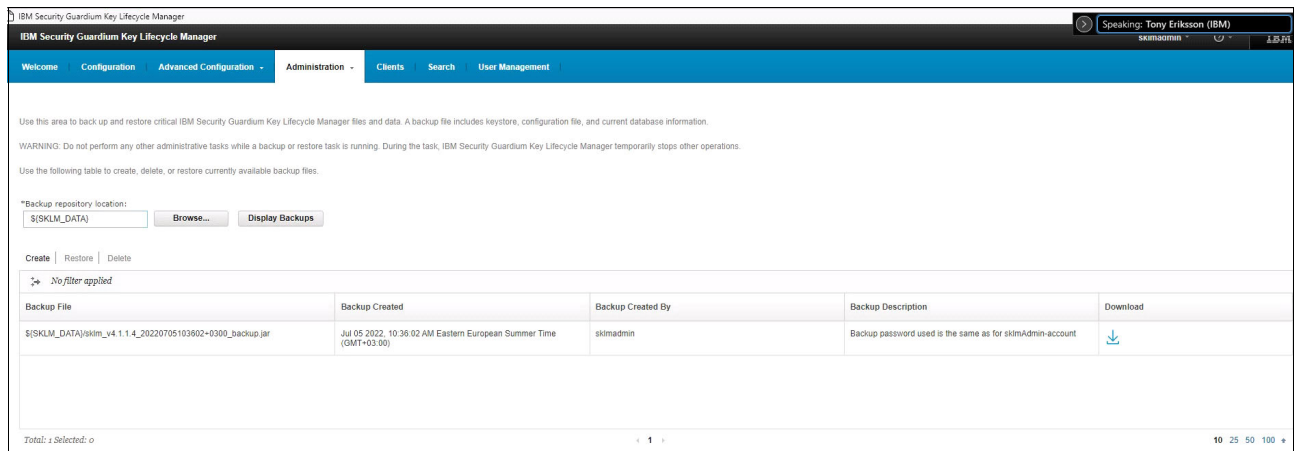 IBM Security Guardium Key Lifecycle Manager
Speaking: Tony Eriksson (IBM)
IBM Security Guardium Key Lifecycle Manager
sklmadmin
IBM
Welcome Configuration Advanced Configuration Administration Clients Search User Management
Use this area to back up and restore critical IBM Security Guardium Key Lifecycle Manager files and data. A backup file includes keystore, configuration file, and current database information.
WARNING: Do not perform any other administrative tasks while a backup or restore task is running. During the task, IBM Security Guardium Key Lifecycle Manager temporarily stops other operations.
Use the following table to create, delete, or restore currently available backup files.
*Backup repository location:
${SKLM_DATA} Browse... Display Backups
Create | Restore | Delete
No filter applied
Backup File Backup Created Backup Created By Backup Description Download
${SKLM_DATA}/sklm_v4.1.1.4_20220705103602+0300_backup.jar Jul 05 2022, 10:36:02 AM Eastern European Summer Time sklmadmin Backup password used is the same as for sklmAdmin-account
(GMT+03:00)
Total: 1 Selected: 0 1 10 25 50 100